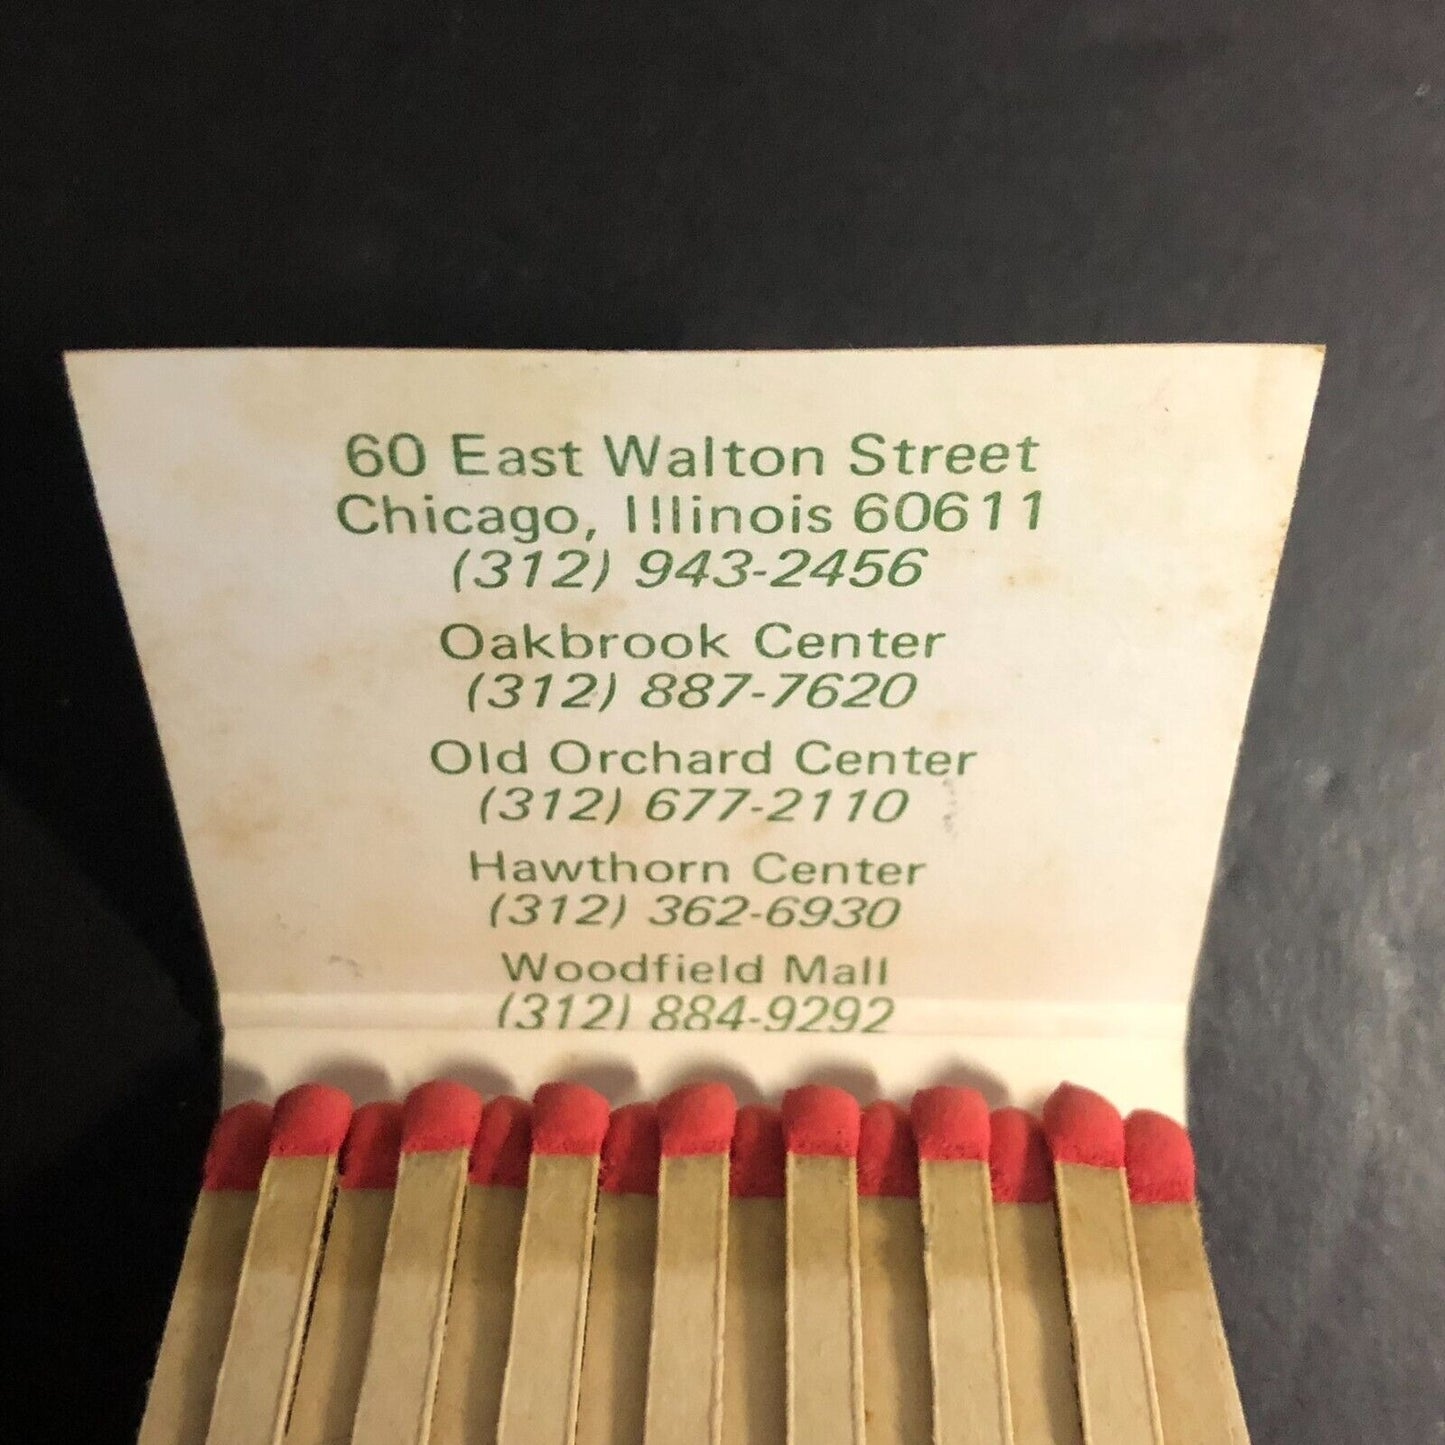 60 East Walton Street
Chicago, Illinois 60611
(312) 943-2456
Oakbrook Center
(312) 887-7620
Old Orchard Center
(312) 677-2110
Hawthorn Center
(312) 362-6930
Woodfield Mall
(312) 884-9292